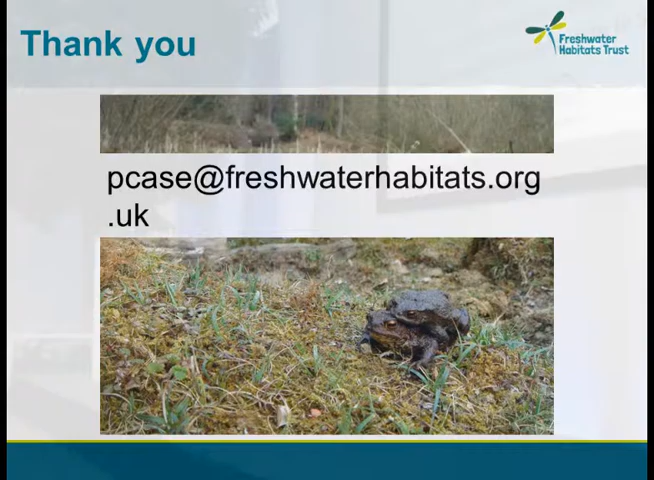 Thank you
Freshwater
Habitats Trust
pcase@freshwaterhabitats.org
.uk